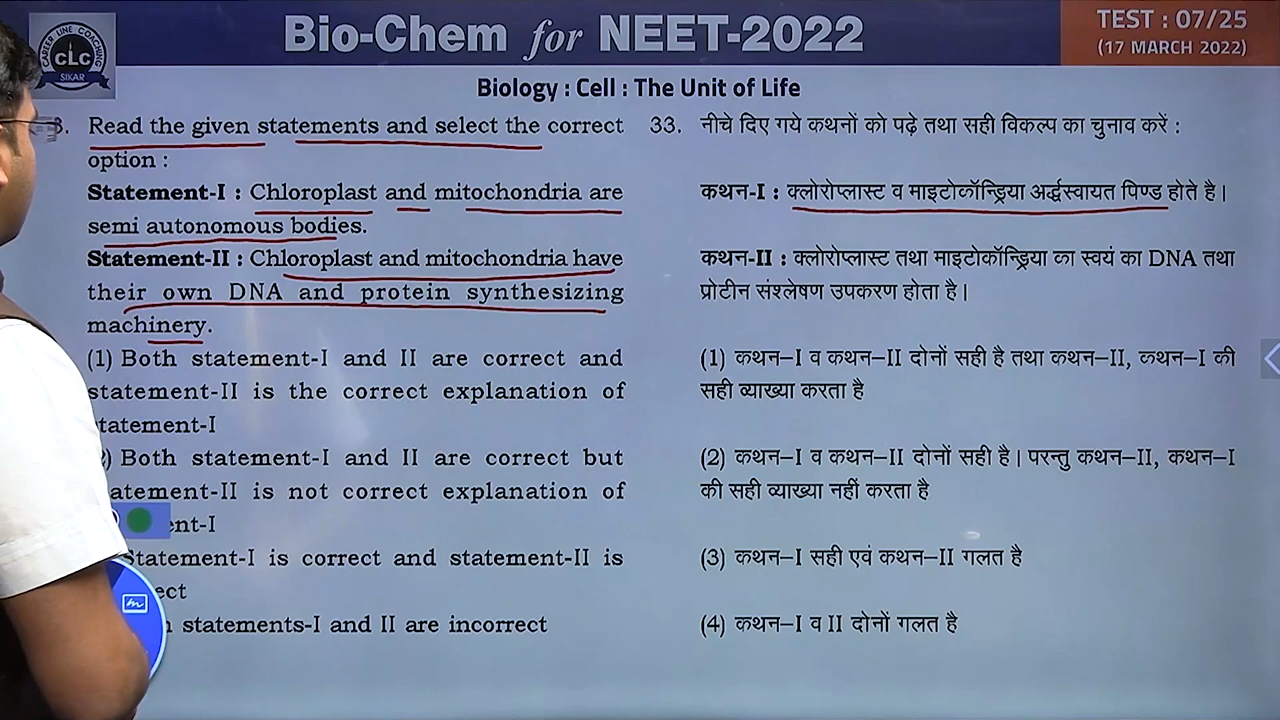 Bio-Chem for NEET-2022
TEST : 07/25
(17 MARCH 2022)
CAREER LINE COACHING
CLC
SIKAR
Biology : Cell : The Unit of Life
3. Read the given statements and select the correct
option :
Statement-I : Chloroplast and mitochondria are
semi autonomous bodies.
Statement-II : Chloroplast and mitochondria have
their own DNA and protein synthesizing
machinery.
(1) Both statement-I and II are correct and
statement-II is the correct explanation of
tatement-I
) Both statement-I and II are correct but
atement-II is not correct explanation of
ent-I
Statement-I is correct and statement-II is
ect
statements-I and II are incorrect
33. नीचे दिए गये कथनों को पढ़े तथा सही विकल्प का चुनाव करें :
कथन-I : क्लोरोप्लास्ट व माइटोकॉन्ड्रिया अर्द्धस्वायत पिण्ड होते है।
कथन-II : क्लोरोप्लास्ट तथा माइटोकॉन्ड्रिया का स्वयं का DNA तथा
प्रोटीन संश्लेषण उपकरण होता है।
(1) कथन–I व कथन–II दोनों सही है तथा कथन–II, कथन–I की
सही व्याख्या करता है
(2) कथन–I व कथन–II दोनों सही है। परन्तु कथन–II, कथन–I
की सही व्याख्या नहीं करता है
(3) कथन–I सही एवं कथन–II गलत है
(4) कथन–I व II दोनों गलत है